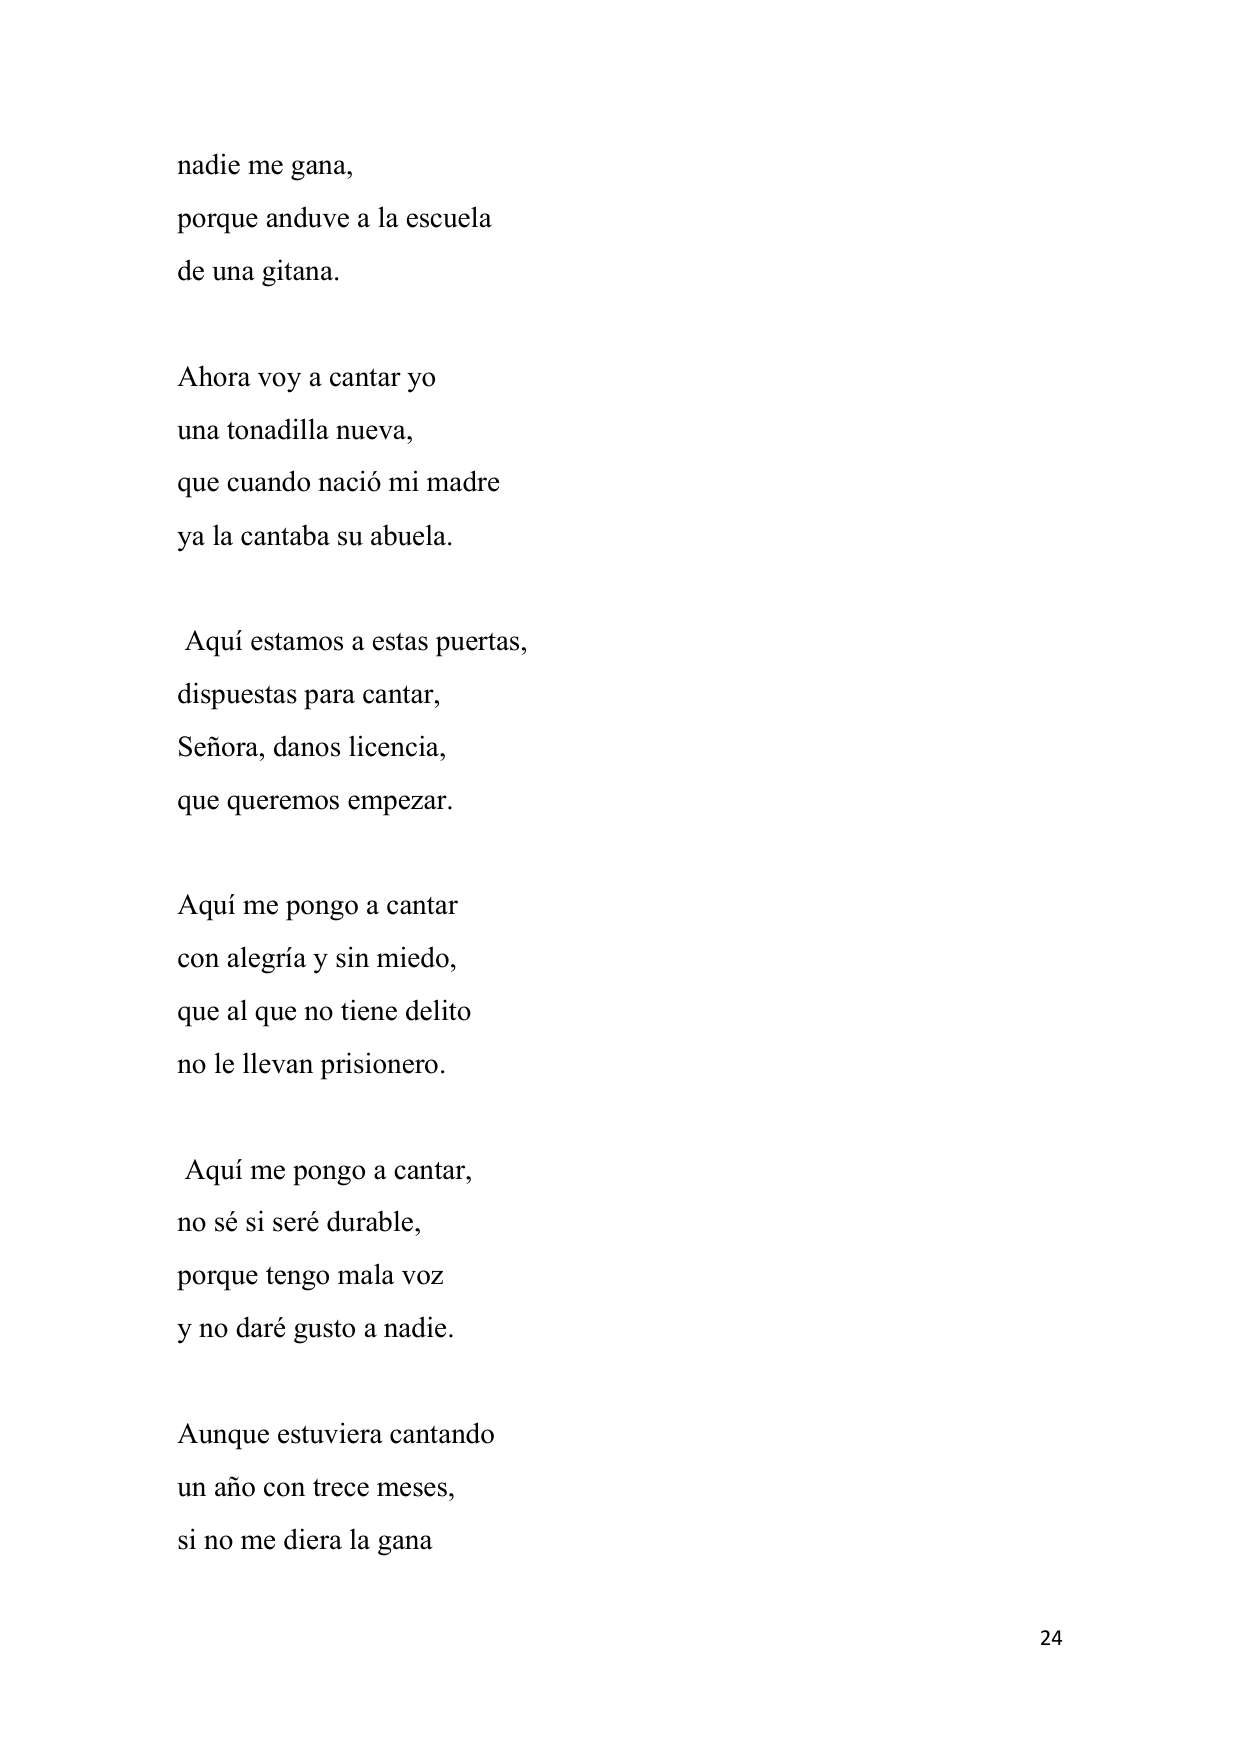 nadie me gana,
porque anduve a la escuela
de una gitana.

Ahora voy a cantar yo
una tonadilla nueva,
que cuando nació mi madre
ya la cantaba su abuela.

Aquí estamos a estas puertas,
dispuestas para cantar,
Señora, danos licencia,
que queremos empezar.

Aquí me pongo a cantar
con alegría y sin miedo,
que al que no tiene delito
no le llevan prisionero.

Aquí me pongo a cantar,
no sé si seré durable,
porque tengo mala voz
y no daré gusto a nadie.

Aunque estuviera cantando
un año con trece meses,
si no me diera la gana

24